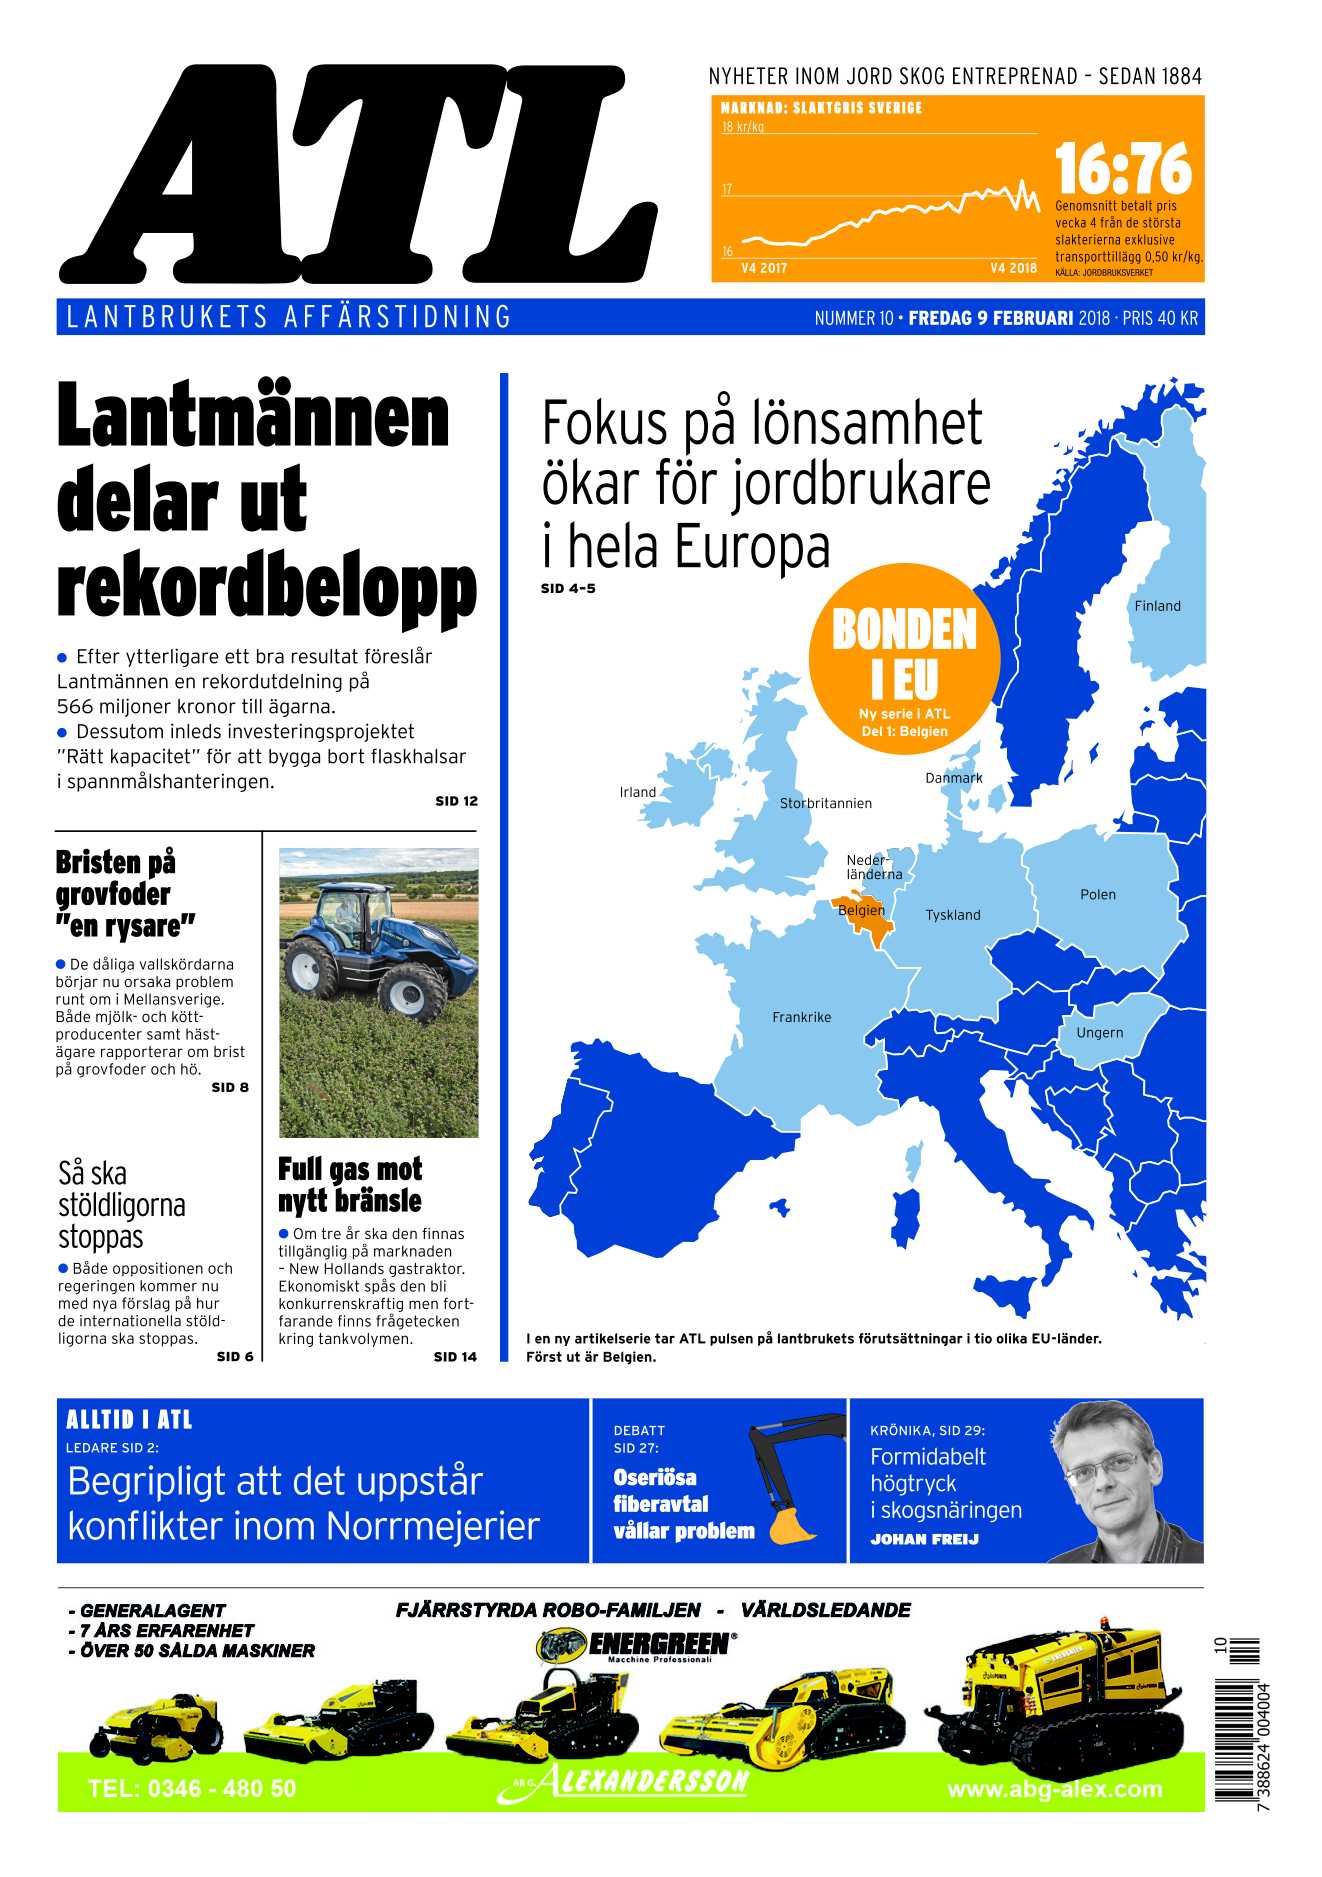 ATL
NYHETER INOM JORD SKOG ENTREPRENAD - SEDAN 1884
MARKNAD: SLAKTGRIS SVERIGE
18 kr/kg
17
16
V4 2017
V4 2018
16:76
Genomsnitt betalt pris
vecka 4 från de största
slakterierna exklusive
transporttillägg 0,50 kr/kg.
KÄLLA: JORDBRUKSVERKET
LANTBRUKETS AFFÄRSTIDNING
NUMMER 10 • FREDAG 9 FEBRUARI 2018 · PRIS 40 KR
Lantmännen
delar ut
rekordbelopp
• Efter ytterligare ett bra resultat föreslår
Lantmännen en rekordutdelning på
566 miljoner kronor till ägarna.
• Dessutom inleds investeringsprojektet
”Rätt kapacitet” för att bygga bort flaskhalsar
i spannmålshanteringen.
SID 12
Bristen på
grovfoder
”en rysare”
• De dåliga vallskördarna
börjar nu orsaka problem
runt om i Mellansverige.
Både mjölk- och kött-
producenter samt häst-
ägare rapporterar om brist
på grovfoder och hö.
SID 8
Så ska
stöldligorna
stoppas
• Både oppositionen och
regeringen kommer nu
med nya förslag på hur
de internationella stöld-
ligorna ska stoppas.
SID 6
Full gas mot
nytt bränsle
• Om tre år ska den finnas
tillgänglig på marknaden
– New Hollands gastraktor.
Ekonomiskt spås den bli
konkurrenskraftig men fort-
farande finns frågetecken
kring tankvolymen.
SID 14
Fokus på lönsamhet
ökar för jordbrukare
i hela Europa
SID 4–5
BONDEN
I EU
Ny serie i ATL
Del 1: Belgien
Finland
Danmark
Irland
Storbritannien
Neder-
länderna
Belgien
Tyskland
Polen
Frankrike
Ungern
I en ny artikelserie tar ATL pulsen på lantbrukets förutsättningar i tio olika EU-länder.
Först ut är Belgien.
ALLTID I ATL
LEDARE SID 2:
Begripligt att det uppstår
konflikter inom Norrmejerier
DEBATT
SID 27:
Oseriösa
fiberavtal
vållar problem
KRÖNIKA, SID 29:
Formidabelt
högtryck
i skogsnäringen
JOHAN FREIJ
- GENERALAGENT
- 7 ÅRS ERFARENHET
- ÖVER 50 SÅLDA MASKINER
FJÄRRSTYRDA ROBO-FAMILJEN - VÄRLDSLEDANDE
ENERGREEN®
Macchine Professionali
TEL: 0346 - 480 50
AB G. ALEXANDERSSON
www.abg-alex.com
10
7 388624 004004